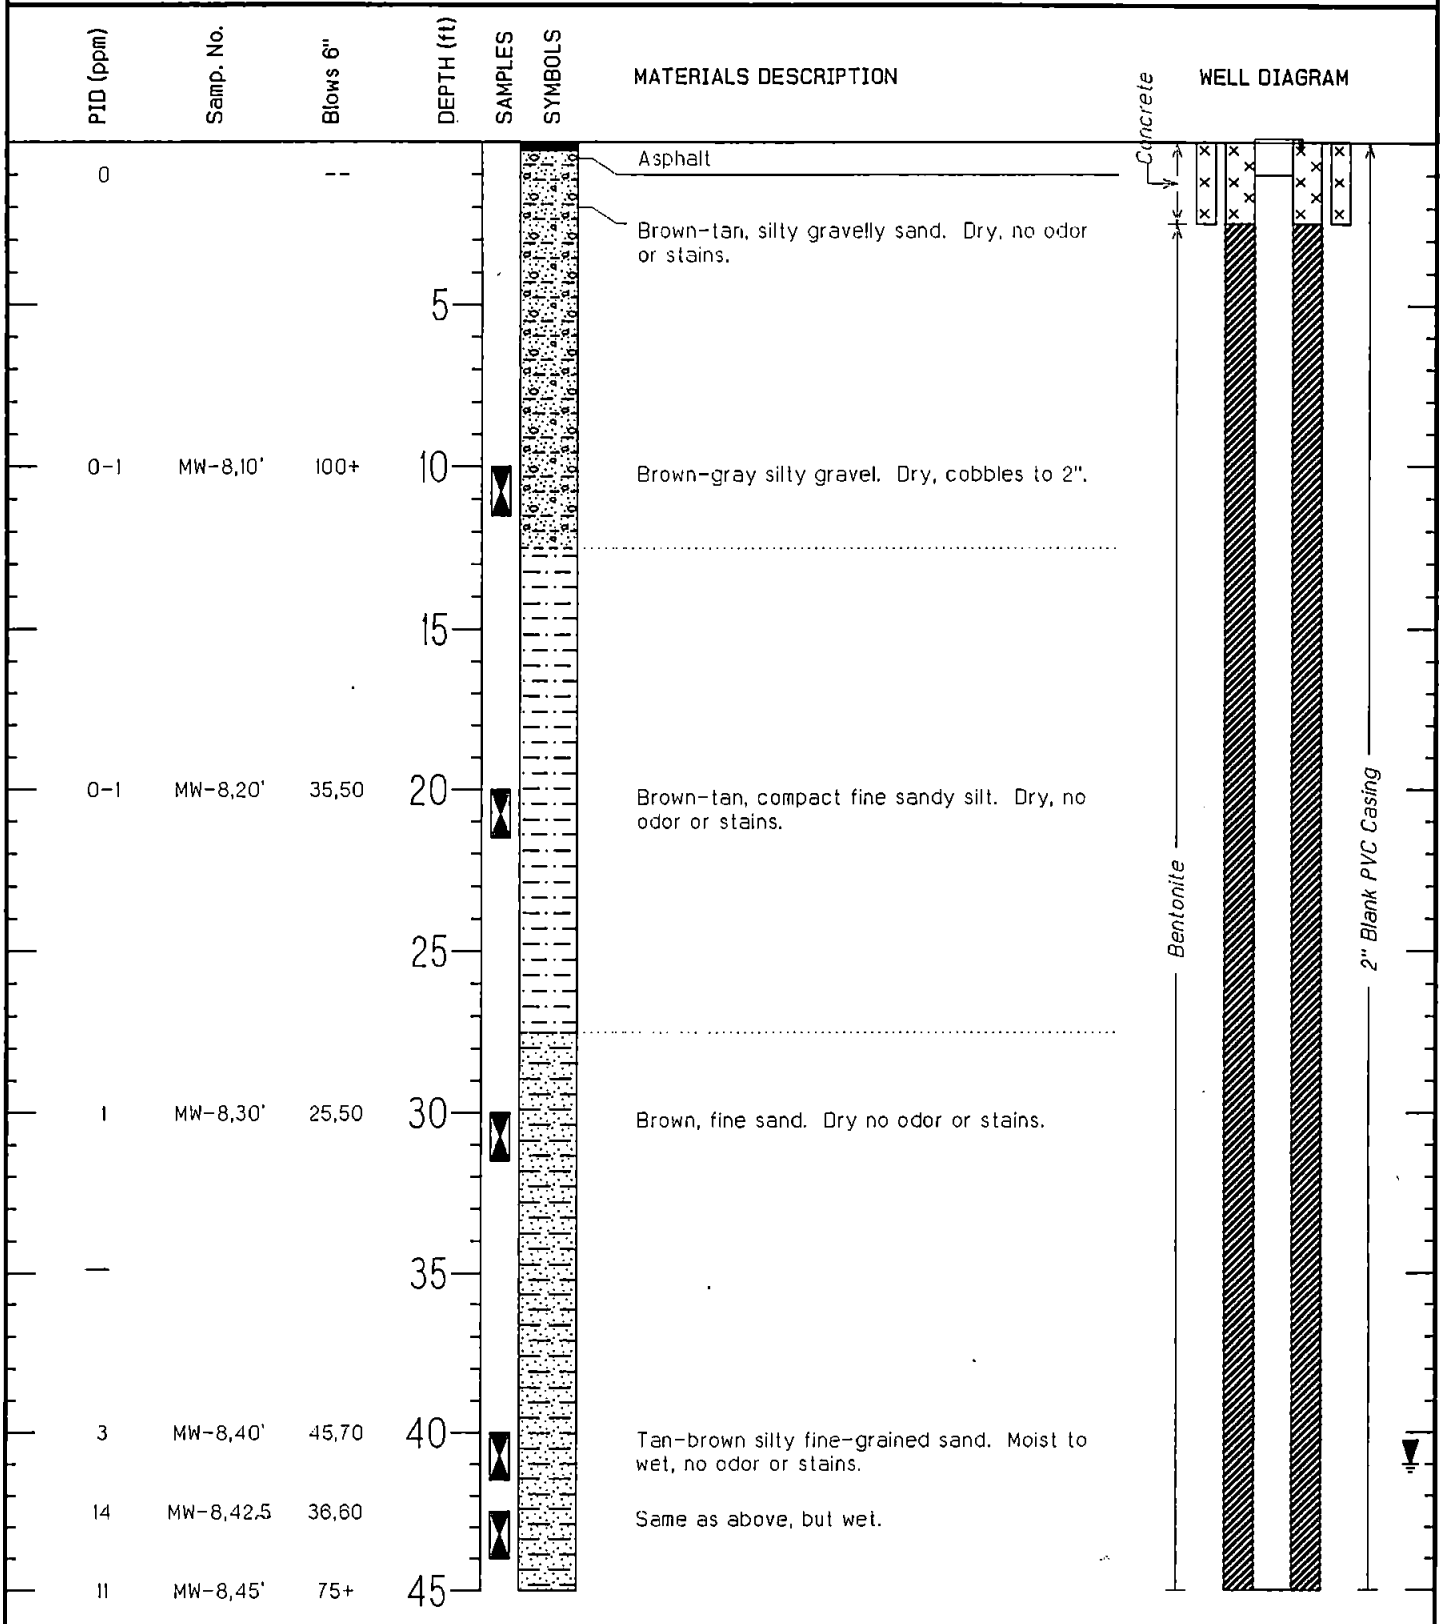 PID (ppm) Samp. No. Blows 6" DEPTH (ft) SAMPLES SYMBOLS MATERIALS DESCRIPTION WELL DIAGRAM
Concrete
Asphalt
0 --
Brown-tan, silty gravelly sand. Dry, no odor
or stains.
5
0-1 MW-8,10' 100+ 10 Brown-gray silty gravel. Dry, cobbles to 2".
15
0-1 MW-8,20' 35,50 20 Brown-tan, compact fine sandy silt. Dry, no
odor or stains.
Bentonite
2" Blank PVC Casing
25
1 MW-8,30' 25,50 30 Brown, fine sand. Dry no odor or stains.
35
3 MW-8,40' 45,70 40 Tan-brown silty fine-grained sand. Moist to
wet, no odor or stains.
14 MW-8,42.5 36,60 Same as above, but wet.
11 MW-8,45' 75+ 45